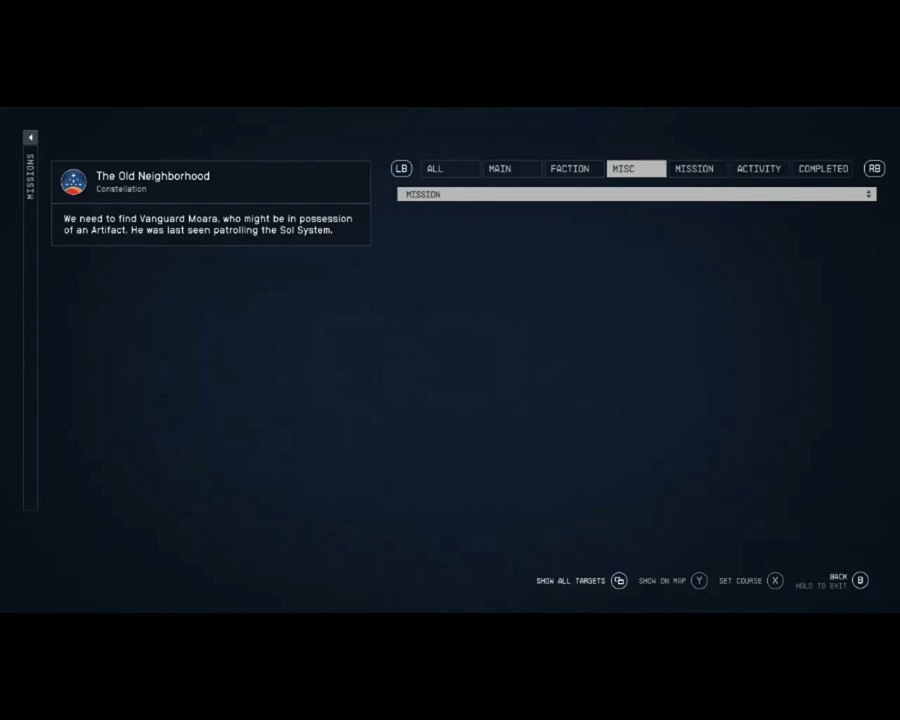 MISSIONS
The Old Neighborhood
Constellation
We need to find Vanguard Moara, who might be in possession
of an Artifact. He was last seen patrolling the Sol System.
LB ALL MAIN FACTION MISC MISSION ACTIVITY COMPLETED RB
MISSION
SHOW ALL TARGETS SHOW ON MAP Y SET COURSE X BACK B
HOLD TO EXIT